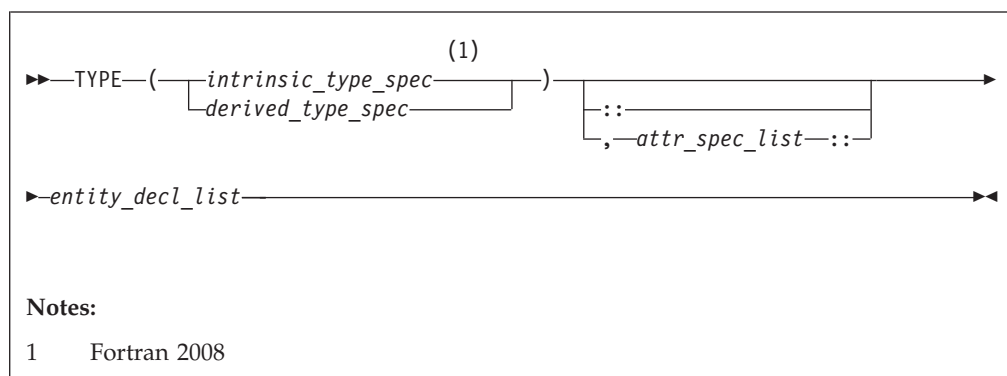 (1)
TYPE ( intrinsic_type_spec )
derived_type_spec
::
, attr_spec_list ::
entity_decl_list
Notes:
1 Fortran 2008